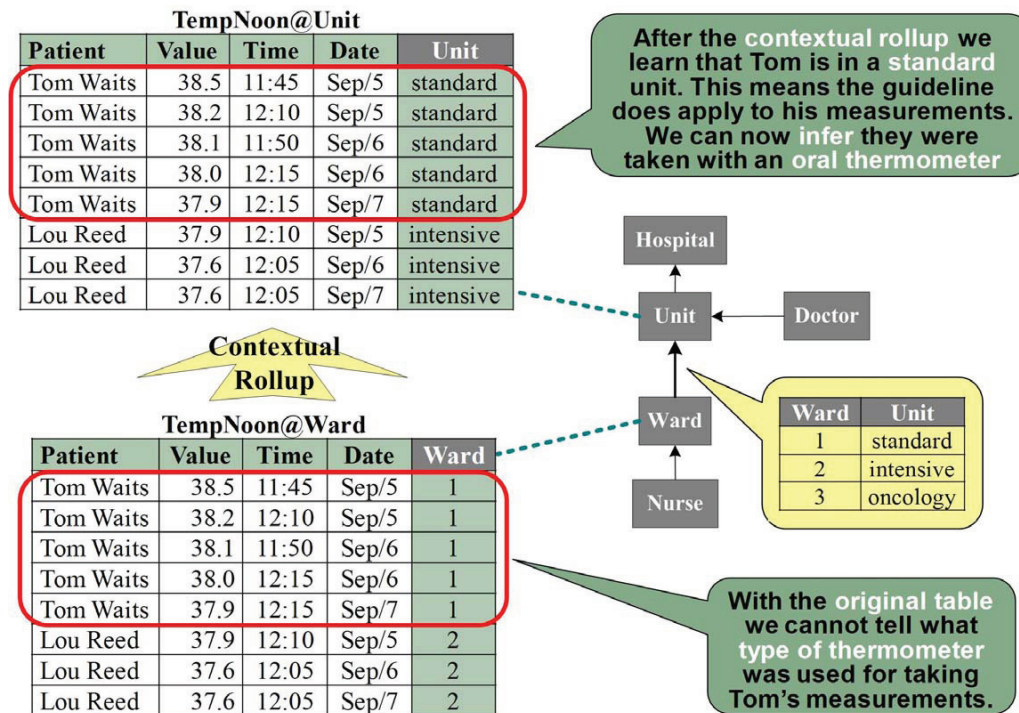 TempNoon@Unit
Patient Value Time Date Unit
Tom Waits 38.5 11:45 Sep/5 standard
Tom Waits 38.2 12:10 Sep/5 standard
Tom Waits 38.1 11:50 Sep/6 standard
Tom Waits 38.0 12:15 Sep/6 standard
Tom Waits 37.9 12:15 Sep/7 standard
Lou Reed 37.9 12:10 Sep/5 intensive
Lou Reed 37.6 12:05 Sep/6 intensive
Lou Reed 37.6 12:05 Sep/7 intensive
After the contextual rollup we
learn that Tom is in a standard
unit. This means the guideline
does apply to his measurements.
We can now infer they were
taken with an oral thermometer
Hospital
Unit
Doctor
Ward
Nurse
Ward Unit
1 standard
2 intensive
3 oncology
Contextual
Rollup
TempNoon@Ward
Patient Value Time Date Ward
Tom Waits 38.5 11:45 Sep/5 1
Tom Waits 38.2 12:10 Sep/5 1
Tom Waits 38.1 11:50 Sep/6 1
Tom Waits 38.0 12:15 Sep/6 1
Tom Waits 37.9 12:15 Sep/7 1
Lou Reed 37.9 12:10 Sep/5 2
Lou Reed 37.6 12:05 Sep/6 2
Lou Reed 37.6 12:05 Sep/7 2
With the original table
we cannot tell what
type of thermometer
was used for taking
Tom's measurements.